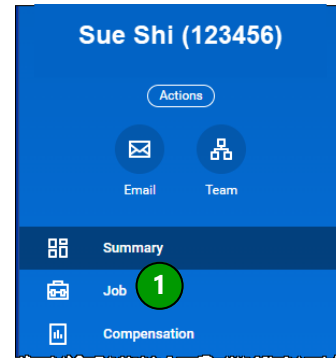 Sue Shi (123456)
Actions
Email Team
Summary
Job 1
Compensation